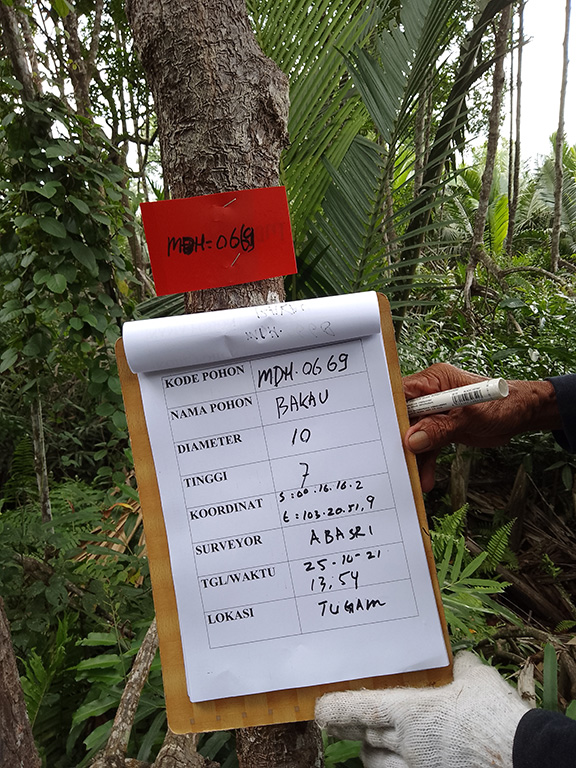 MDH-0669
KODE POHON MDH.0669
NAMA POHON BAKAU
DIAMETER 10
TINGGI 7
KOORDINAT S:00.16.16.2
E:103.20.51,9
SURVEYOR ABASRI
TGL/WAKTU 25-10-21
13:54
LOKASI TUGAM